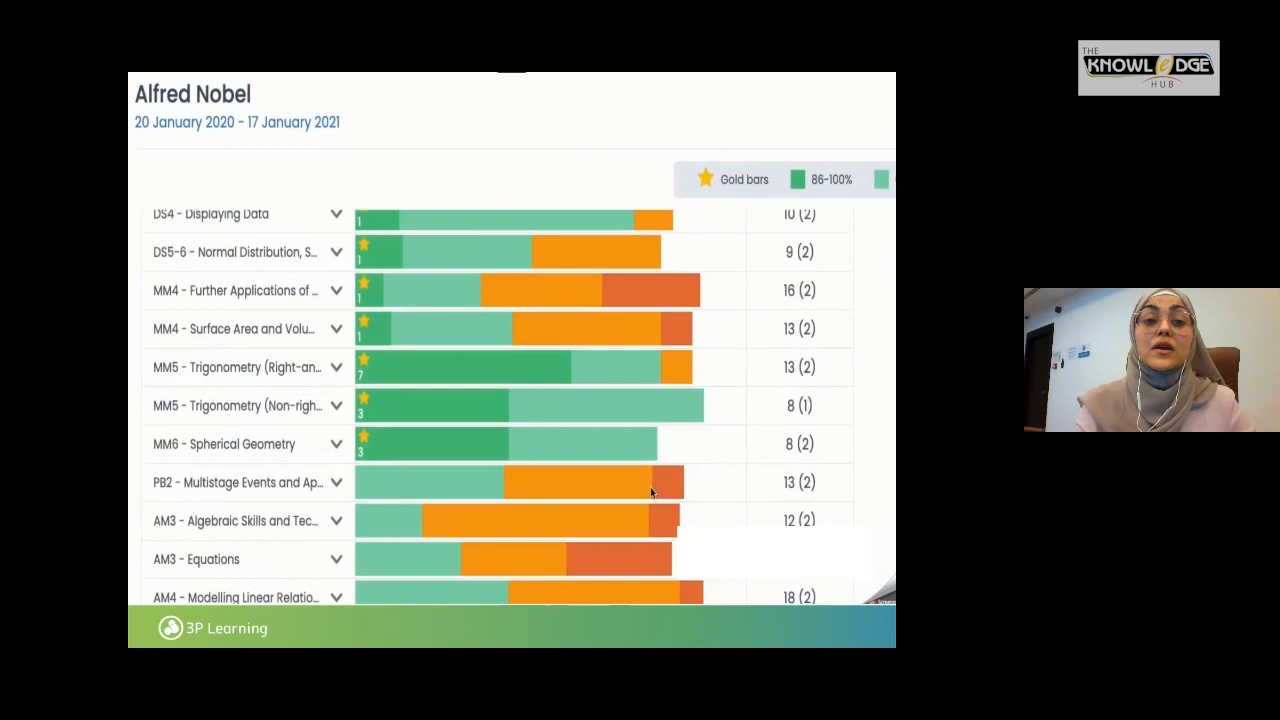 THE
KNOWLeDGE
HUB
Alfred Nobel
20 January 2020 - 17 January 2021
Gold bars 86-100%
DS4 - Displaying Data 1 10 (2)
DS5-6 - Normal Distribution, S... 1 9 (2)
MM4 - Further Applications of ... 1 16 (2)
MM4 - Surface Area and Volu... 1 13 (2)
MM5 - Trigonometry (Right-an... 7 13 (2)
MM5 - Trigonometry (Non-righ... 3 8 (1)
MM6 - Spherical Geometry 3 8 (2)
PB2 - Multistage Events and Ap... 13 (2)
AM3 - Algebraic Skills and Tec... 12 (2)
AM3 - Equations
AM4 - Modelling Linear Relatio... 18 (2)
3P Learning